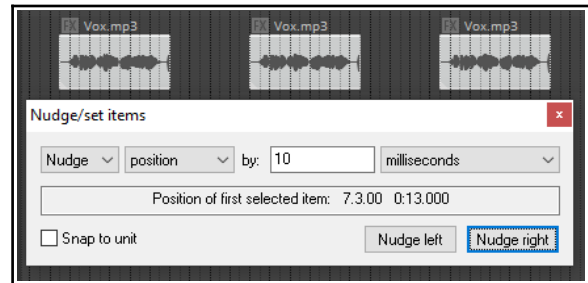 FX Vox.mp3 FX Vox.mp3 FX Vox.mp3
Nudge/set items x
Nudge position by: 10 milliseconds
Position of first selected item: 7.3.00 0:13.000
Snap to unit Nudge left Nudge right